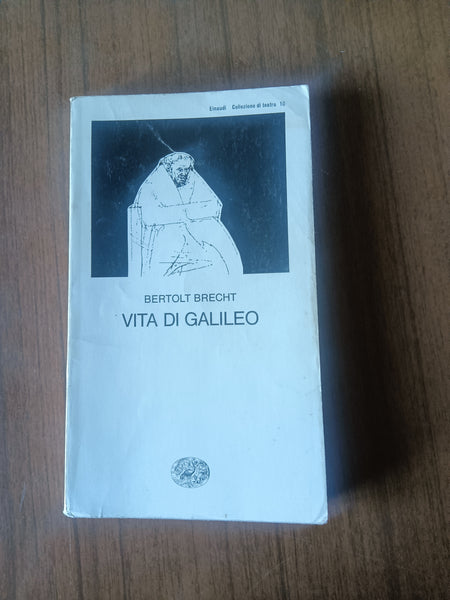 Einaudi Collezione di teatro 10
BERTOLT BRECHT
VITA DI GALILEO